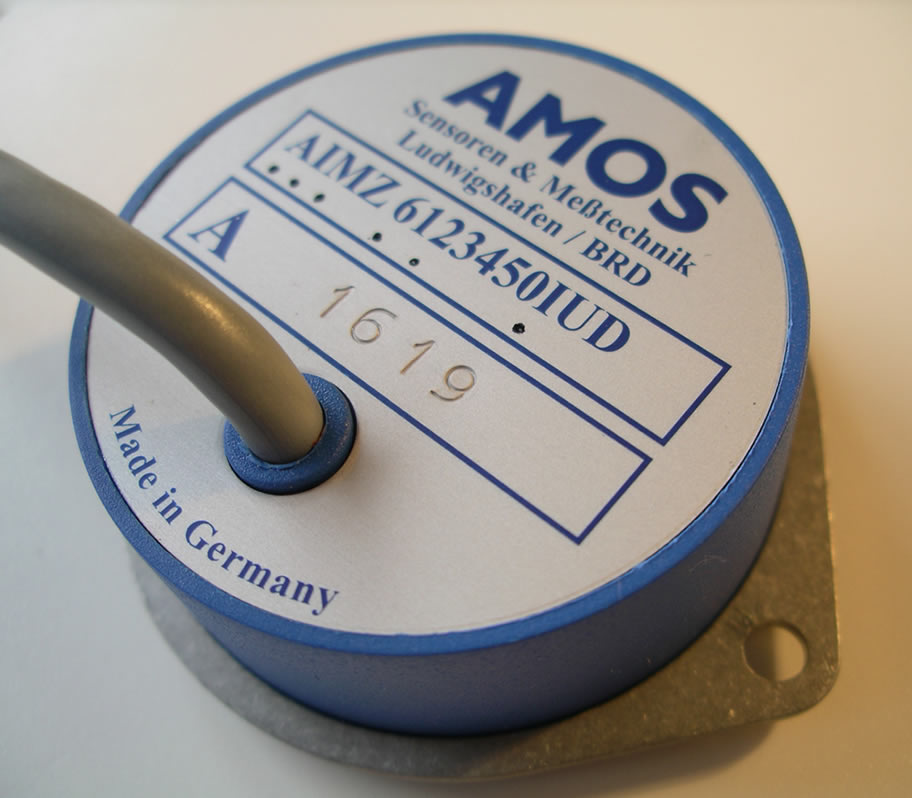 AMOS
Sensoren & Meßtechnik
Ludwigshafen / BRD
AIMZ 6123450IUD
A
1619
Made in Germany